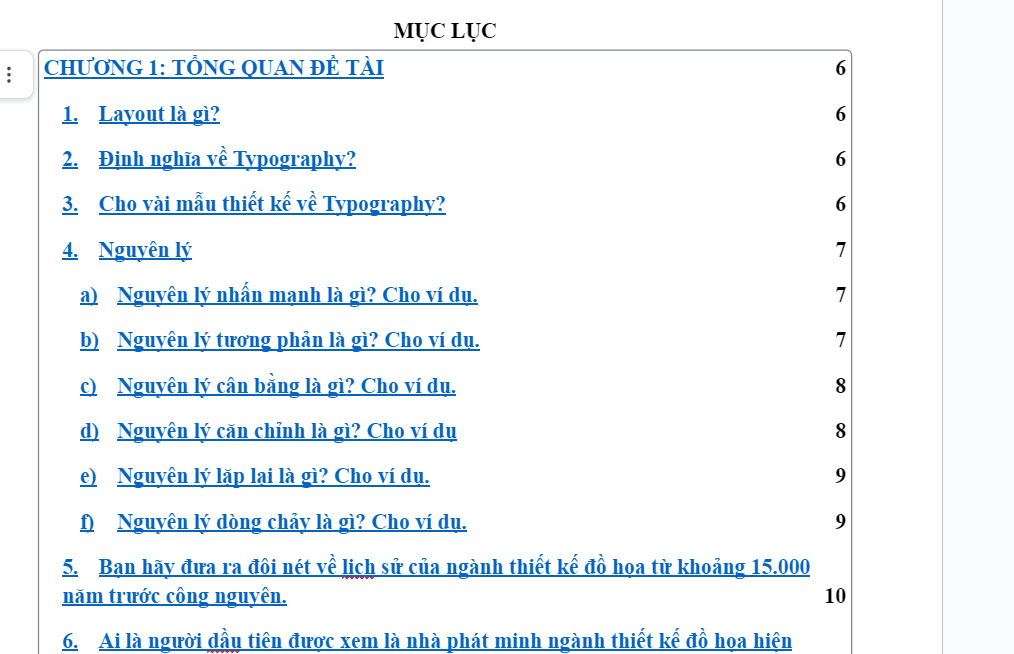 MỤC LỤC
CHƯƠNG 1: TỔNG QUAN ĐỀ TÀI 6
1. Layout là gì? 6
2. Định nghĩa về Typography? 6
3. Cho vài mẫu thiết kế về Typography? 6
4. Nguyên lý 7
a) Nguyên lý nhấn mạnh là gì? Cho ví dụ. 7
b) Nguyên lý tương phản là gì? Cho ví dụ. 7
c) Nguyên lý cân bằng là gì? Cho ví dụ. 8
d) Nguyên lý căn chỉnh là gì? Cho ví dụ 8
e) Nguyên lý lặp lại là gì? Cho ví dụ. 9
f) Nguyên lý dòng chảy là gì? Cho ví dụ. 9
5. Bạn hãy đưa ra đôi nét về lịch sử của ngành thiết kế đồ họa từ khoảng 15.000
năm trước công nguyên. 10
6. Ai là người dầu tiên được xem là nhà phát minh ngành thiết kế đồ họa hiện